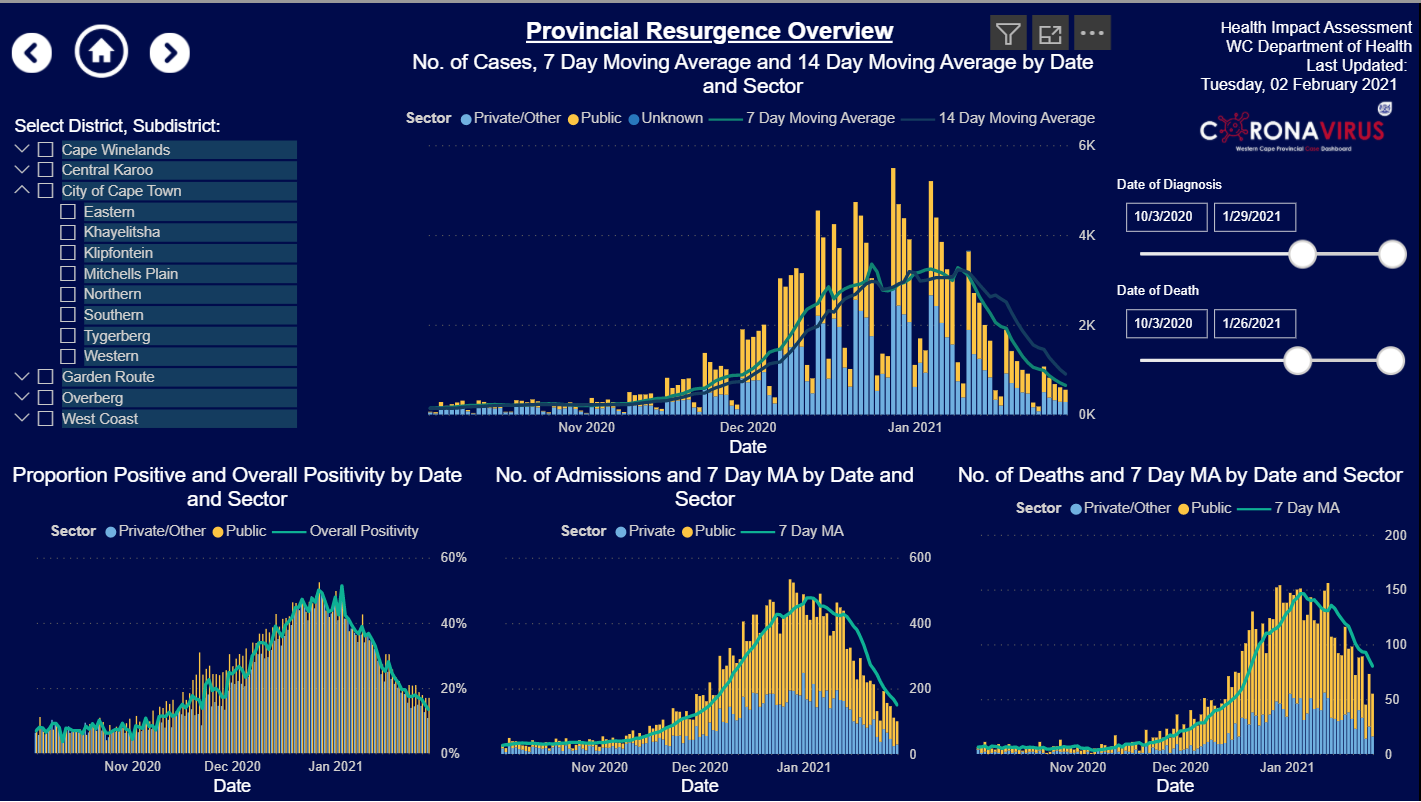 Provincial Resurgence Overview
No. of Cases, 7 Day Moving Average and 14 Day Moving Average by Date
and Sector
Sector Private/Other Public Unknown 7 Day Moving Average 14 Day Moving Average
6K
4K
2K
0K
Nov 2020 Dec 2020 Jan 2021
Date
Health Impact Assessment
WC Department of Health
Last Updated:
Tuesday, 02 February 2021
CORONAVIRUS
Western Cape Provincial Cape Dashboard
Select District, Subdistrict:
Cape Winelands
Central Karoo
City of Cape Town
Eastern
Khayelitsha
Klipfontein
Mitchells Plain
Northern
Southern
Tygerberg
Western
Garden Route
Overberg
West Coast
Date of Diagnosis
10/3/2020 1/29/2021
Date of Death
10/3/2020 1/26/2021
Proportion Positive and Overall Positivity by Date
and Sector
Sector Private/Other Public Overall Positivity
60%
40%
20%
0%
Nov 2020 Dec 2020 Jan 2021
Date
No. of Admissions and 7 Day MA by Date and
Sector
Sector Private Public 7 Day MA
600
400
200
0
Nov 2020 Dec 2020 Jan 2021
Date
No. of Deaths and 7 Day MA by Date and Sector
Sector Private/Other Public 7 Day MA
200
150
100
50
0
Nov 2020 Dec 2020 Jan 2021
Date